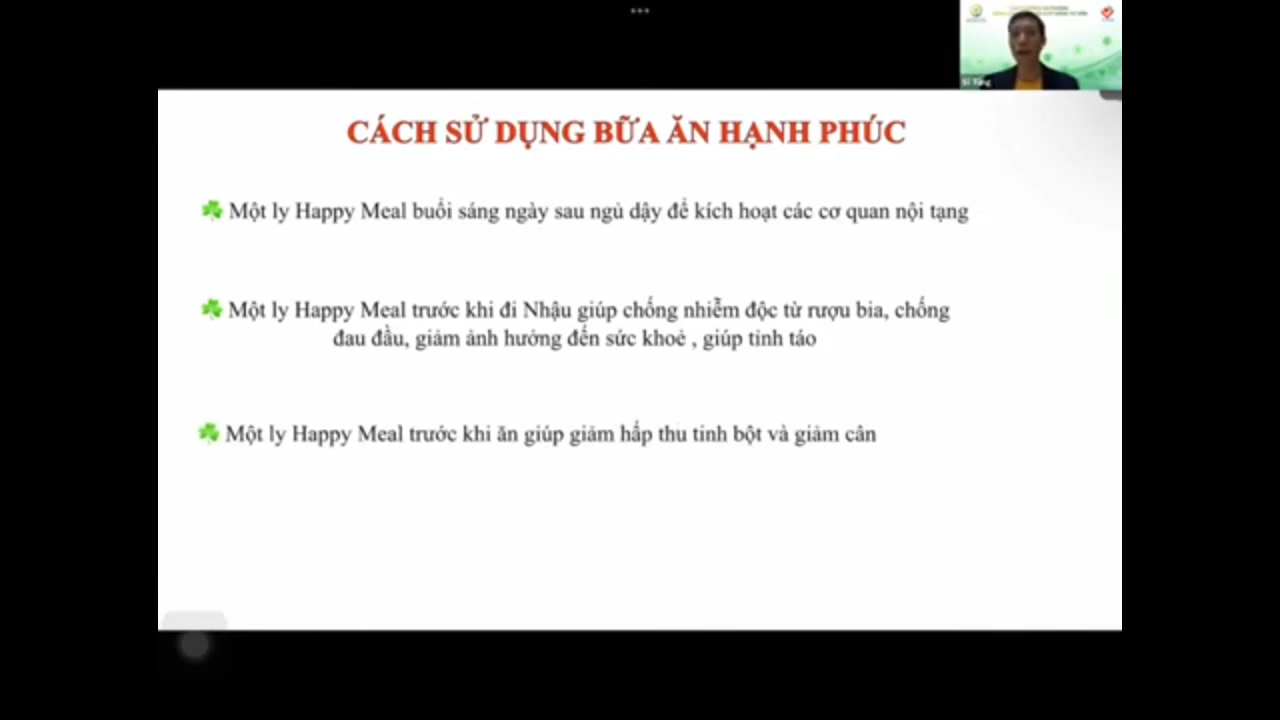 CÁCH SỬ DỤNG BỮA ĂN HẠNH PHÚC
Một ly Happy Meal buổi sáng ngày sau ngủ dậy để kích hoạt các cơ quan nội tạng
Một ly Happy Meal trước khi đi Nhậu giúp chống nhiễm độc từ rượu bia, chống
đau đầu, giảm ảnh hưởng đến sức khoẻ , giúp tỉnh táo
Một ly Happy Meal trước khi ăn giúp giảm hấp thu tinh bột và giảm cân